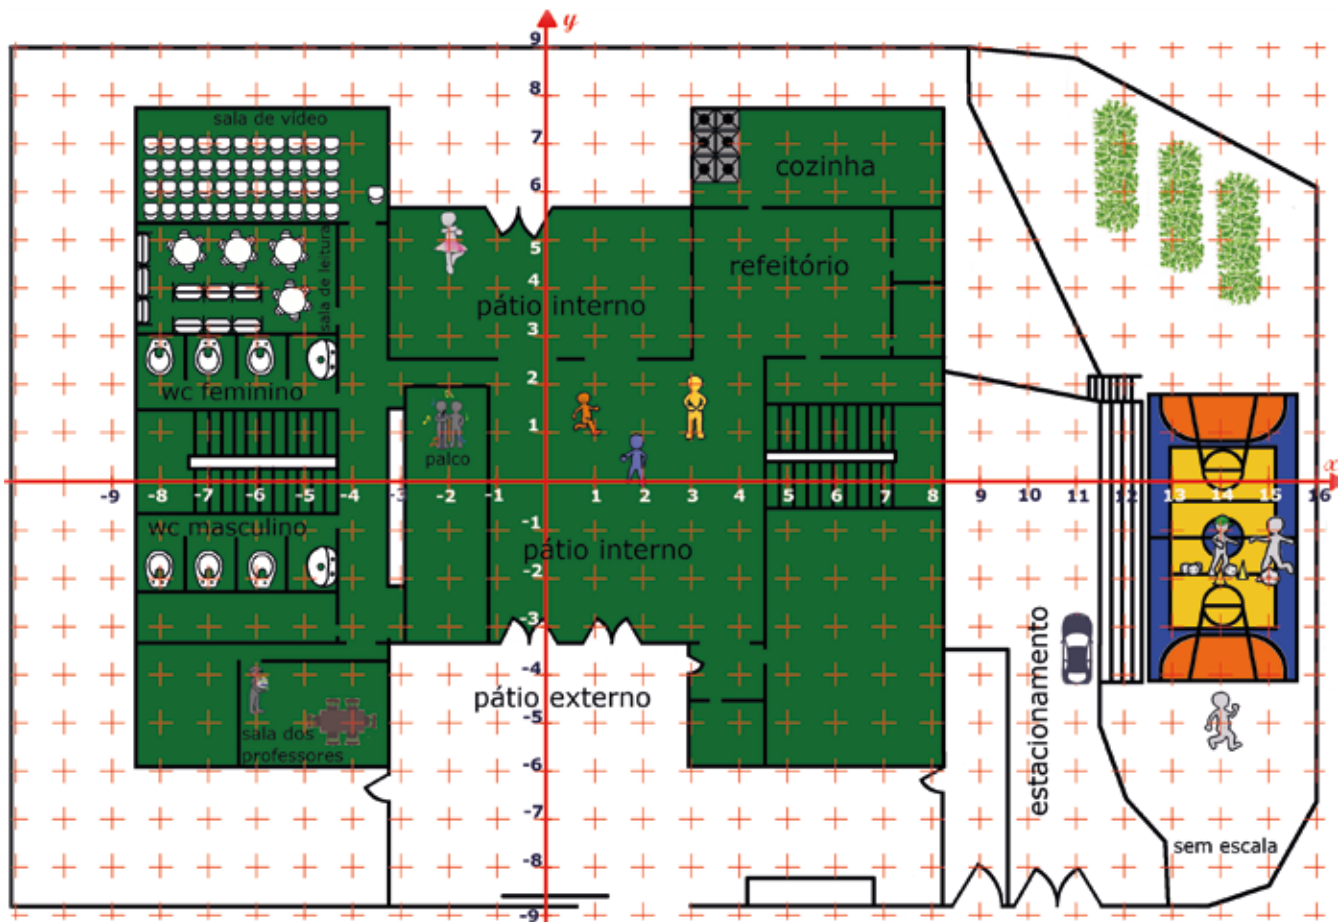 y
9
8
sala de vídeo
7
cozinha
6
5
sala de leitura
refeitório
4
pátio interno
3
2
wc feminino
1
palco
x
-9 -8 -7 -6 -5 -4 -3 -2 -1 1 2 3 4 5 6 7 8 9 10 11 12 13 14 15 16
wc masculino
-1
pátio interno
-2
-3
-4
pátio externo
estacionamento
-5
sala dos
professores
-6
-7
sem escala
-8
-9